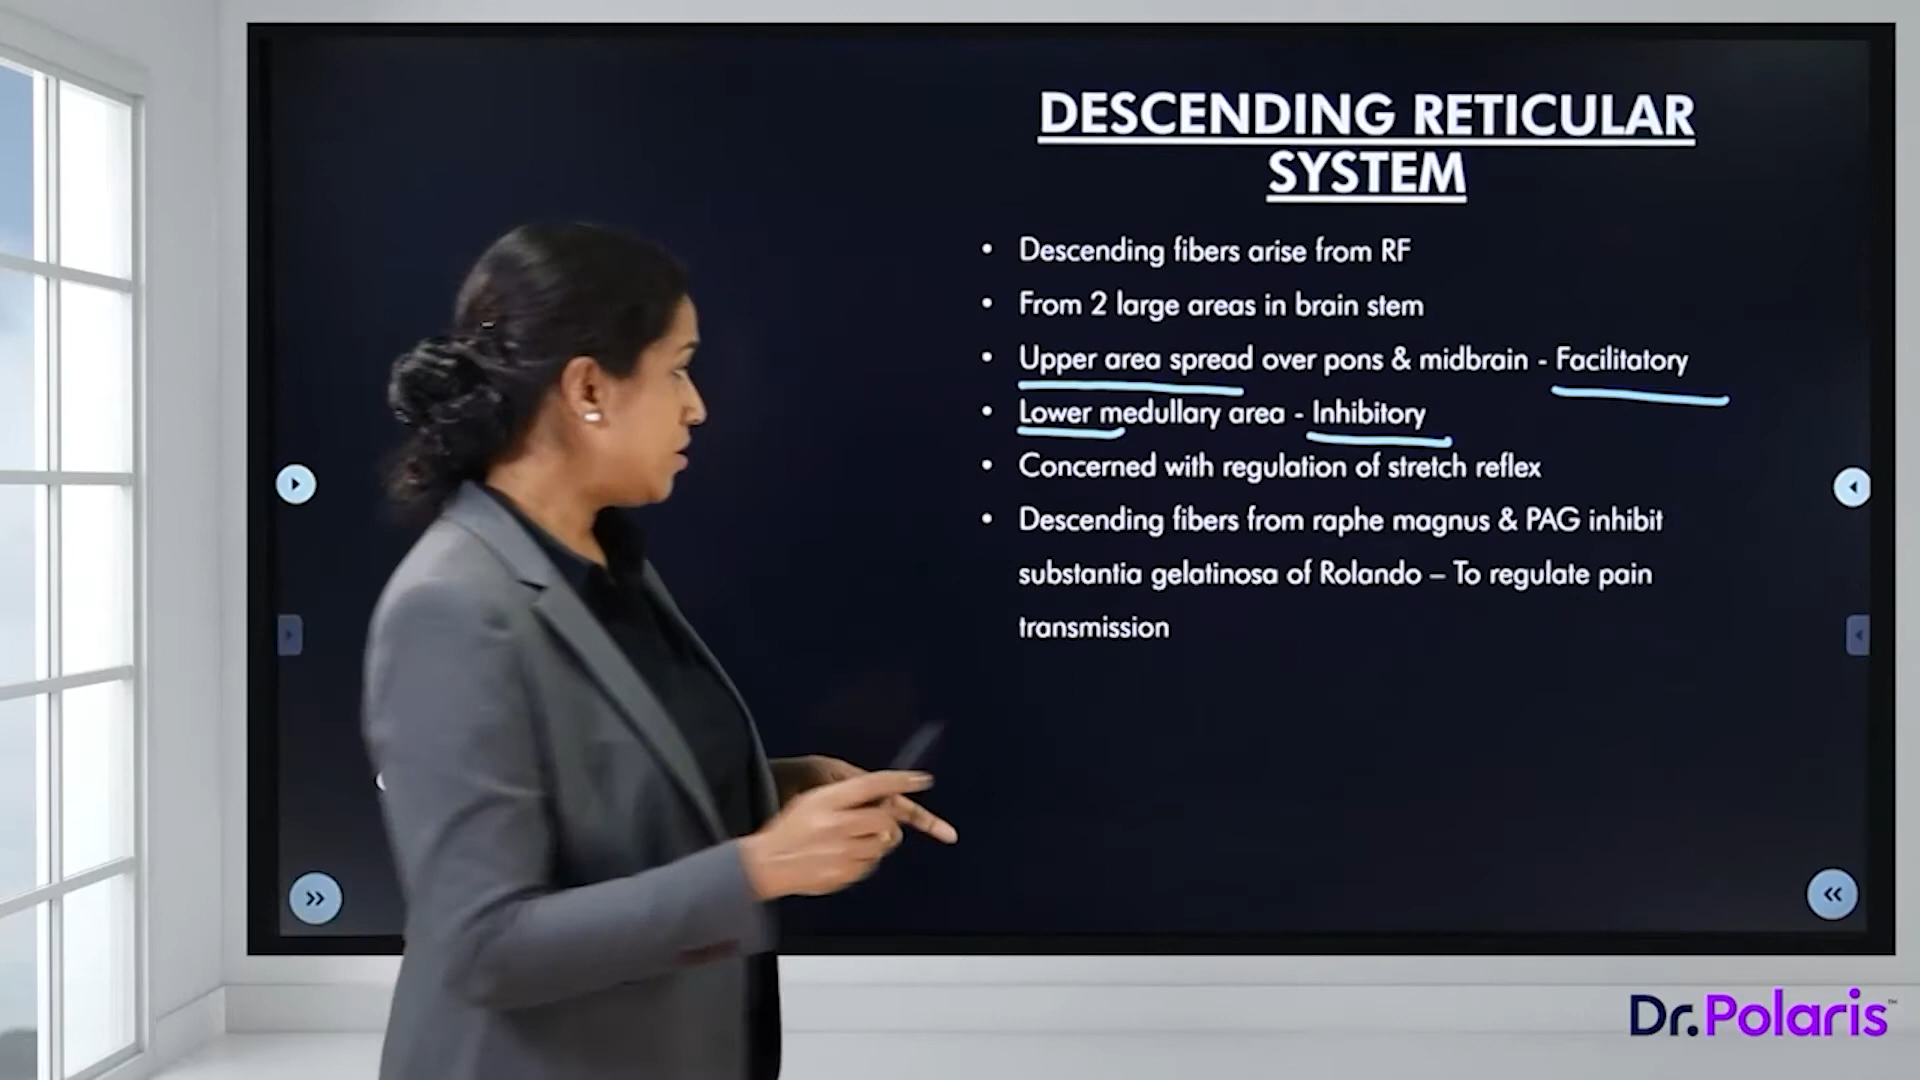 DESCENDING RETICULAR
SYSTEM
• Descending fibers arise from RF
• From 2 large areas in brain stem
• Upper area spread over pons & midbrain - Facilitatory
• Lower medullary area - Inhibitory
• Concerned with regulation of stretch reflex
• Descending fibers from raphe magnus & PAG inhibit
substantia gelatinosa of Rolando – To regulate pain
transmission
Dr.Polaris™